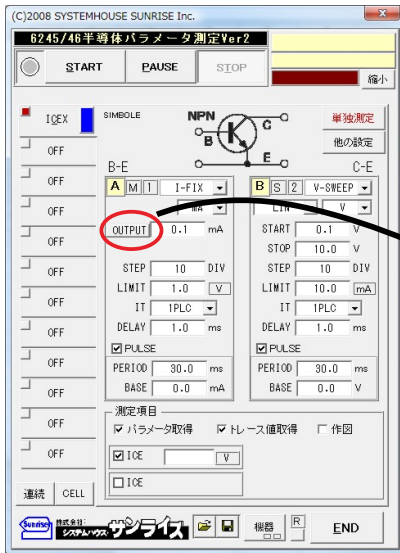 (C)2008 SYSTEMHOUSE SUNRISE Inc.
6245/46半導体パラメータ測定Ver2
START PAUSE STOP
縮小
ICEX
OFF
OFF
OFF
OFF
OFF
OFF
OFF
OFF
OFF
OFF
OFF
連続 CELL
SIMBOLE NPN
B C E
単独測定
他の設定
B-E C-E
A M 1 I-FIX
mA
OUTPUT 0.1 mA
STEP 10 DIV
LIMIT 1.0 V
IT 1PLC
DELAY 1.0 ms
PULSE
PERIOD 30.0 ms
BASE 0.0 mA
B S 2 V-SWEEP
LIN V
START 0.1 V
STOP 10.0 V
STEP 10 DIV
LIMIT 10.0 mA
IT 1PLC
DELAY 1.0 ms
PULSE
PERIOD 30.0 ms
BASE 0.0 V
測定項目
パラメータ取得 トレース値取得 作図
ICE V
ICE
Sunrise 株式会社 システムハウス サンライズ 機器 R END